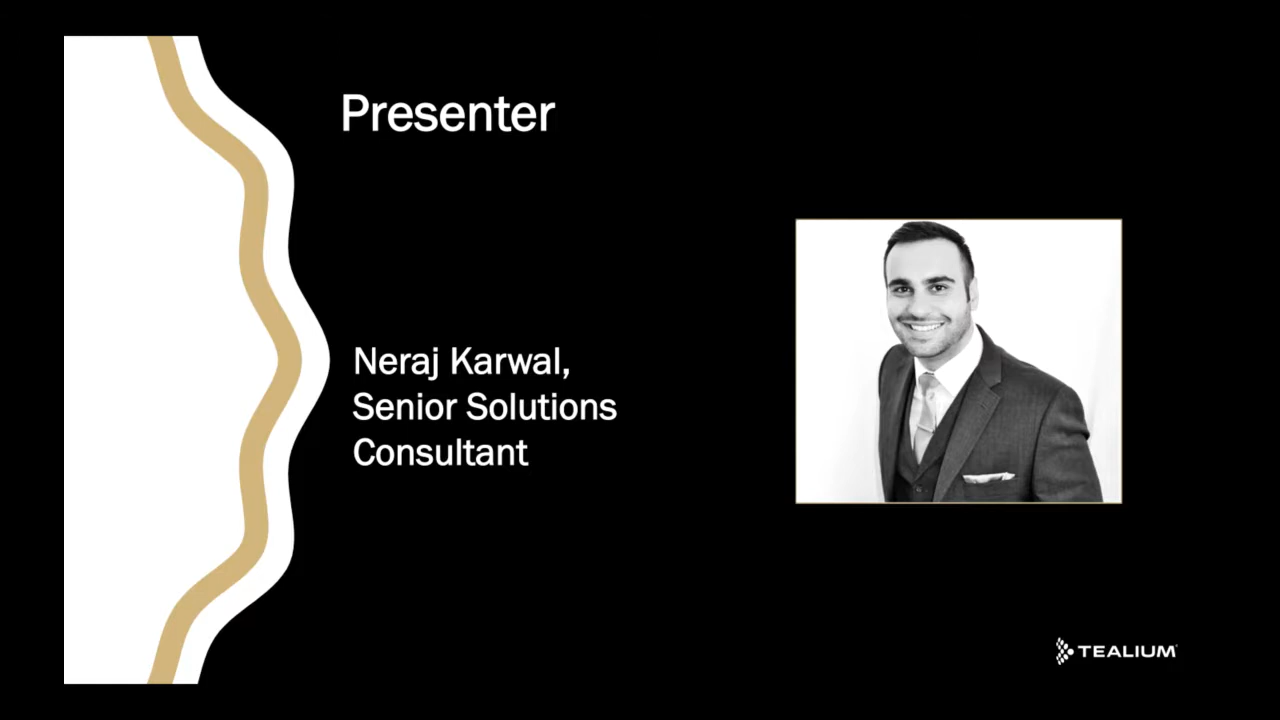 Presenter
Neraj Karwal,
Senior Solutions
Consultant
TEALIUM